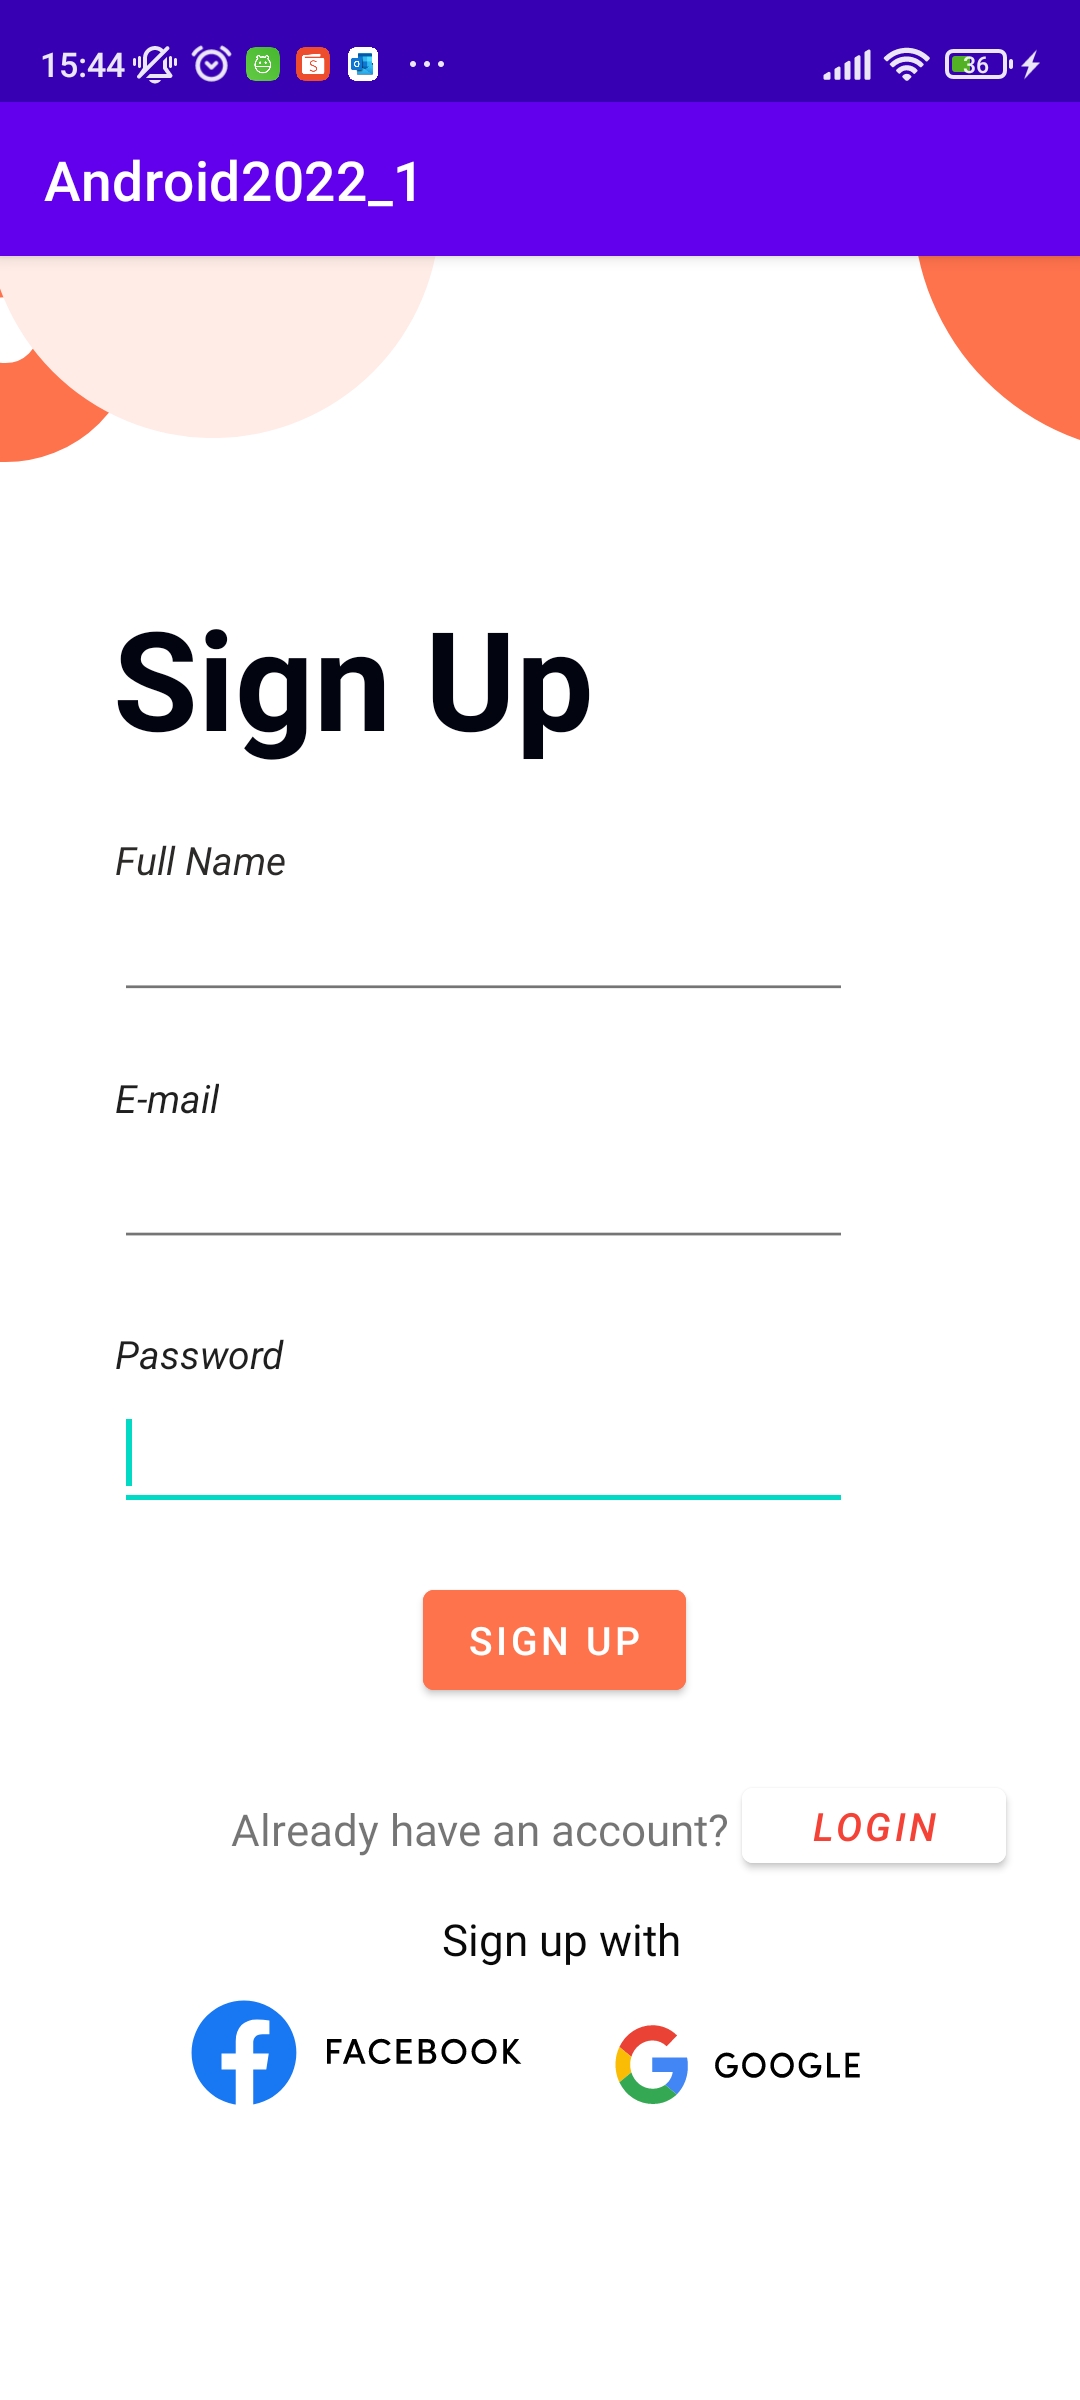 15:44 36
Android2022_1
Sign Up
Full Name
E-mail
Password
SIGN UP
Already have an account? LOGIN
Sign up with
FACEBOOK GOOGLE